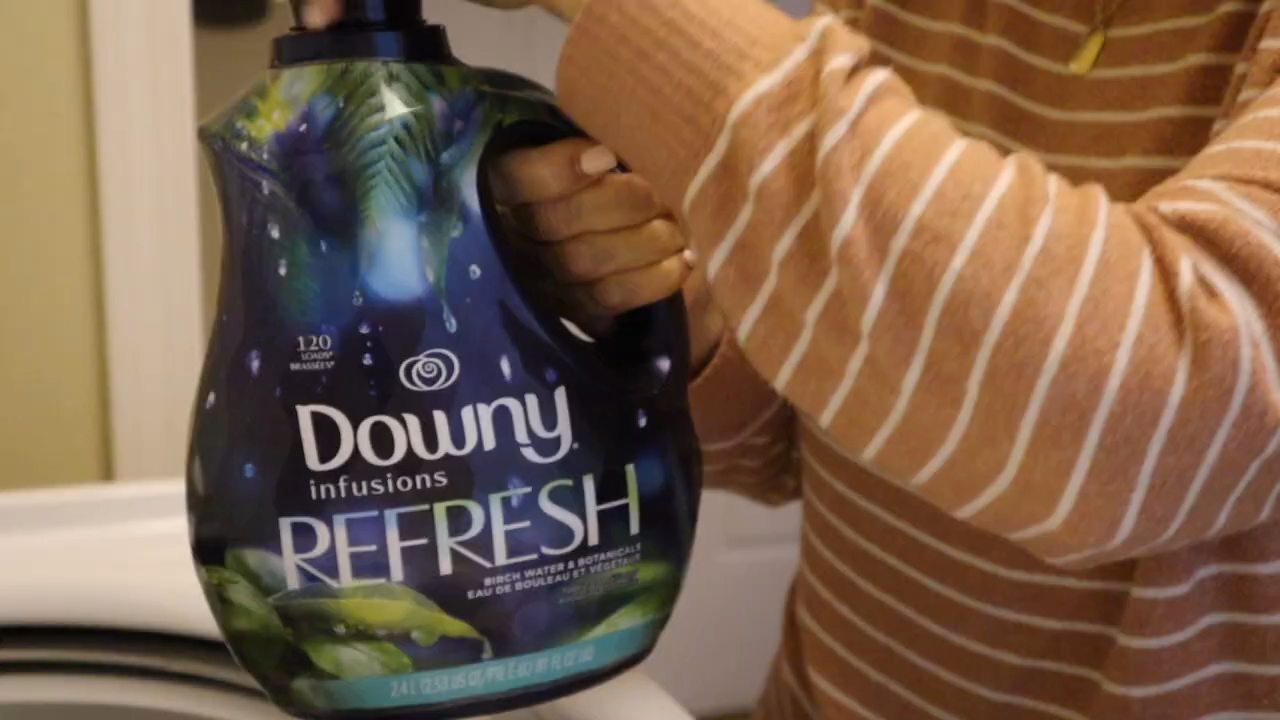 120
LOADS*
BRASSÉES*
Downy.
infusions
REFRESH
BIRCH WATER & BOTANICALS
EAU DE BOULEAU ET VÉGÉTAUX